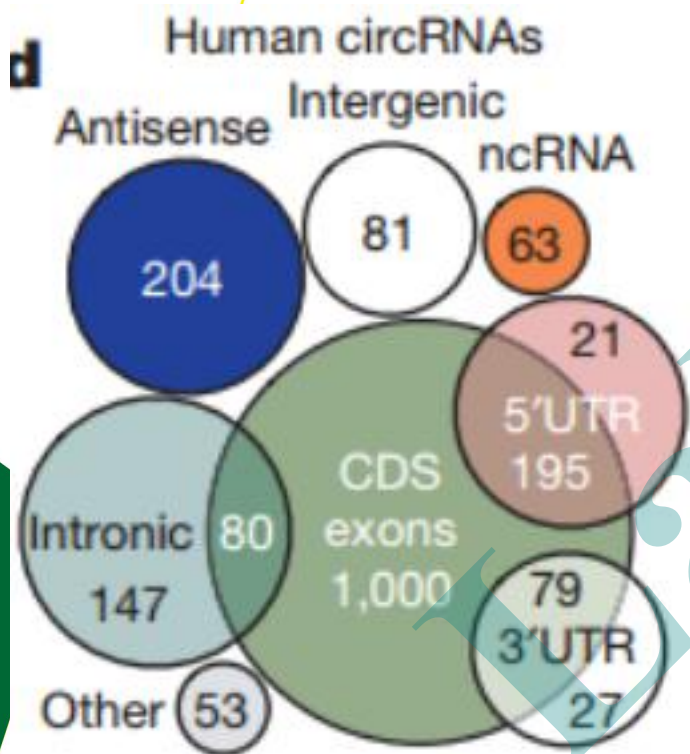 d
Human circRNAs
Antisense
Intergenic
ncRNA
204
81
63
21
5′UTR
195
CDS
exons
1,000
Intronic
80
147
79
3′UTR
27
Other
53